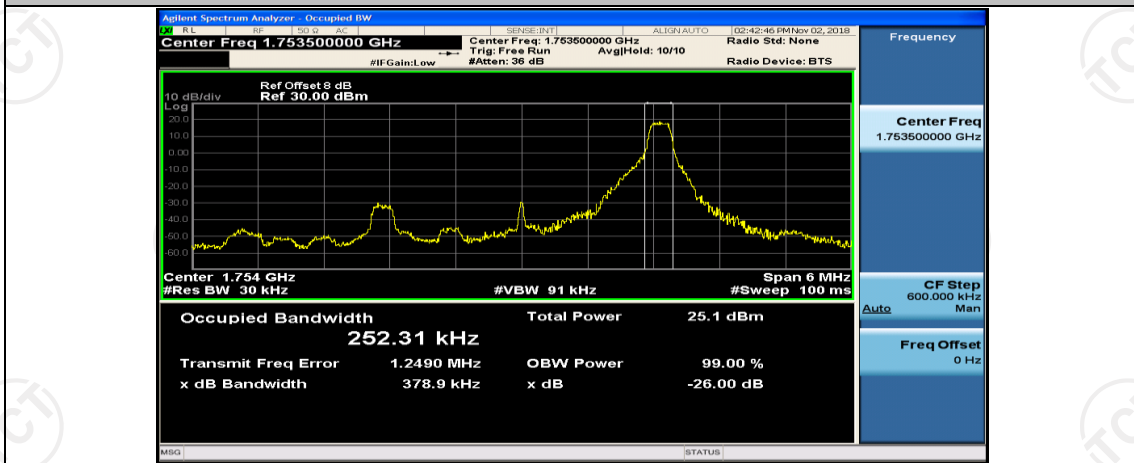 Agilent Spectrum Analyzer - Occupied BW
LXI RL RF 50 Ω AC SENSE:INT ALIGN AUTO 02:42:46 PM Nov 02, 2018
Center Freq 1.753500000 GHz
Center Freq: 1.753500000 GHz Radio Std: None
Trig: Free Run Avg|Hold: 10/10
#IFGain:Low #Atten: 36 dB Radio Device: BTS
Frequency
Ref Offset 8 dB
10 dB/div Ref 30.00 dBm
Log
20.0
10.0
0.00
-10.0
-20.0
-30.0
-40.0
-50.0
-60.0
Center 1.754 GHz Span 6 MHz
#Res BW 30 kHz #VBW 91 kHz #Sweep 100 ms
Occupied Bandwidth Total Power 25.1 dBm
252.31 kHz
Transmit Freq Error 1.2490 MHz OBW Power 99.00 %
x dB Bandwidth 378.9 kHz x dB -26.00 dB
Center Freq
1.753500000 GHz
CF Step
600.000 kHz
Auto Man
Freq Offset
0 Hz
MSG STATUS
TCT
TCT
TCT
TCT